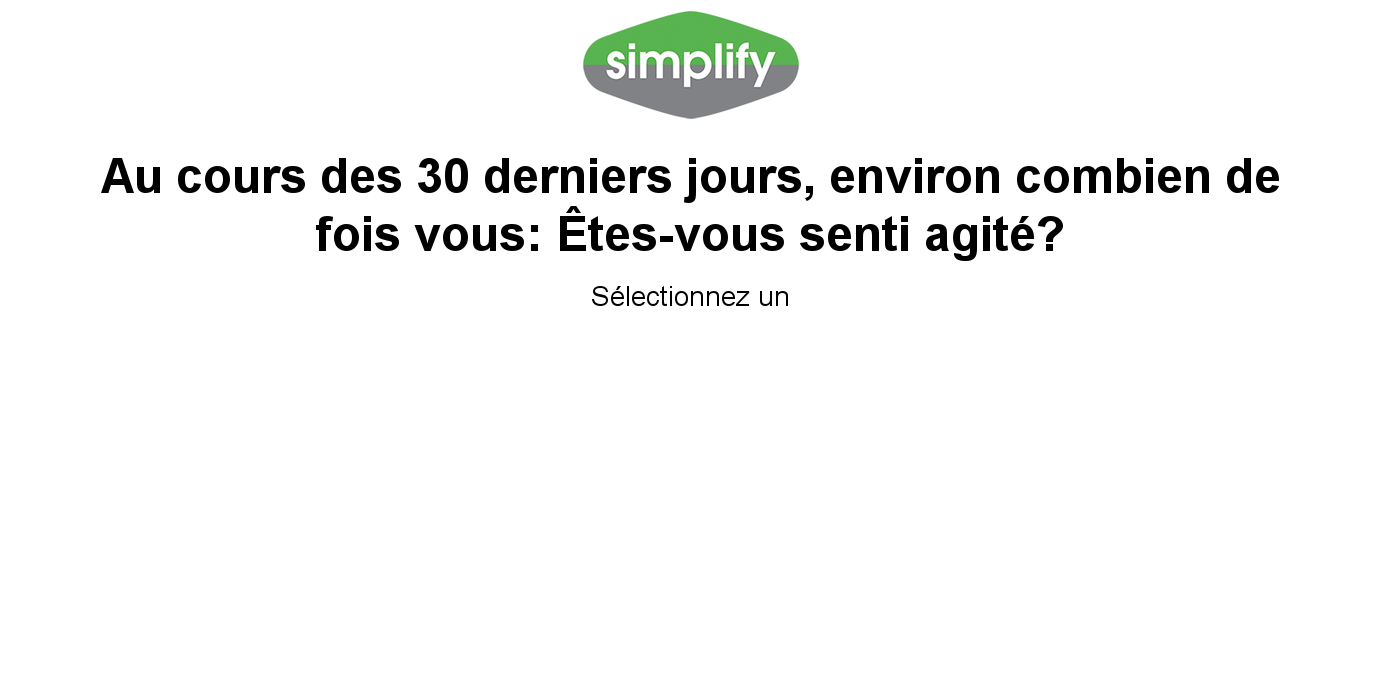 simplify
Au cours des 30 derniers jours, environ combien de
fois vous: Êtes-vous senti agité?
Sélectionnez un